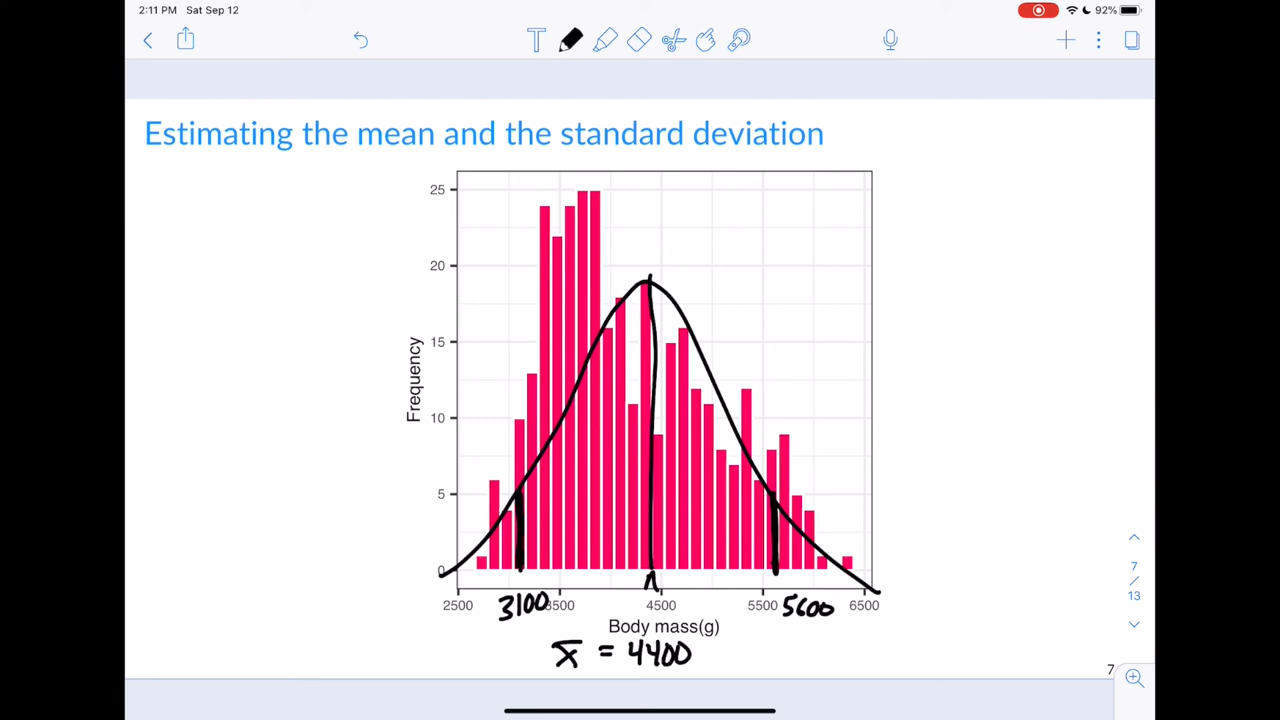 2:11 PM Sat Sep 12 92%
T
Estimating the mean and the standard deviation
25
20
15
10
5
0
Frequency
2500 3500 4500 5500 6500
3100 5600
Body mass(g)
x̄ = 4400
7
/
13
7